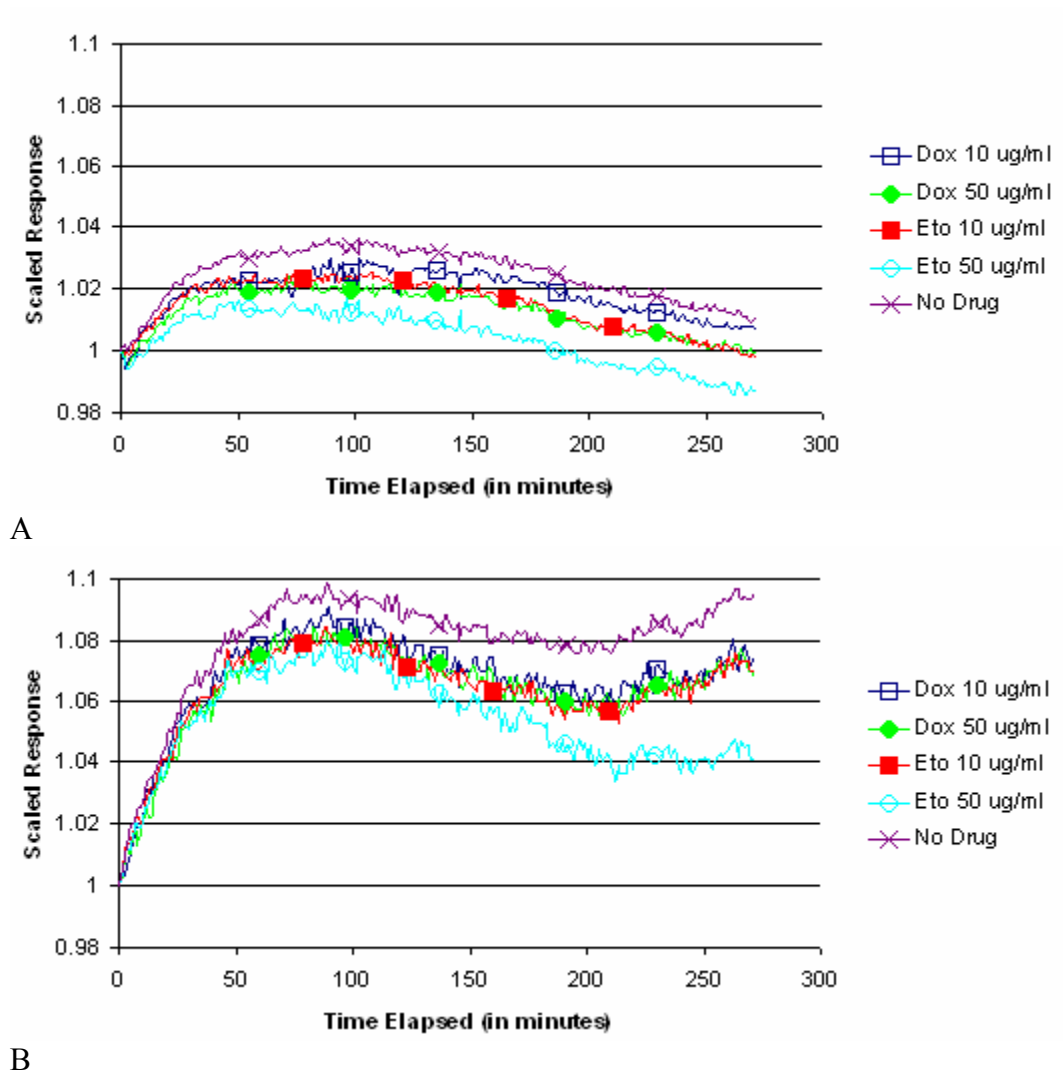 1.1
1.08
1.06
1.04
1.02
1
0.98
Scaled Response
0 50 100 150 200 250 300
Time Elapsed (in minutes)
Dox 10 ug/ml
Dox 50 ug/ml
Eto 10 ug/ml
Eto 50 ug/ml
No Drug
A
1.1
1.08
1.06
1.04
1.02
1
0.98
Scaled Response
0 50 100 150 200 250 300
Time Elapsed (in minutes)
Dox 10 ug/ml
Dox 50 ug/ml
Eto 10 ug/ml
Eto 50 ug/ml
No Drug
B